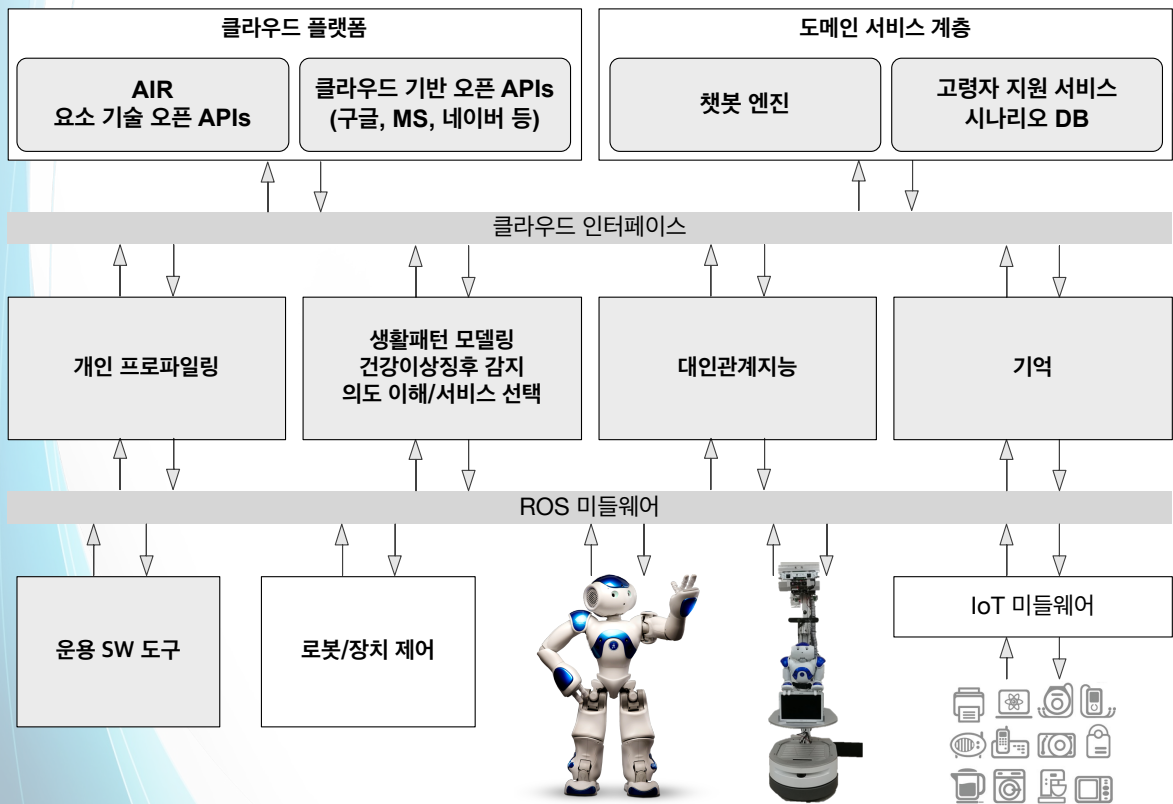 클라우드 플랫폼
AIR
요소 기술 오픈 APIs
클라우드 기반 오픈 APIs
(구글, MS, 네이버 등)
도메인 서비스 계층
챗봇 엔진
고령자 지원 서비스
시나리오 DB
클라우드 인터페이스
개인 프로파일링
생활패턴 모델링
건강이상징후 감지
의도 이해/서비스 선택
대인관계지능
기억
ROS 미들웨어
운용 SW 도구
로봇/장치 제어
IoT 미들웨어